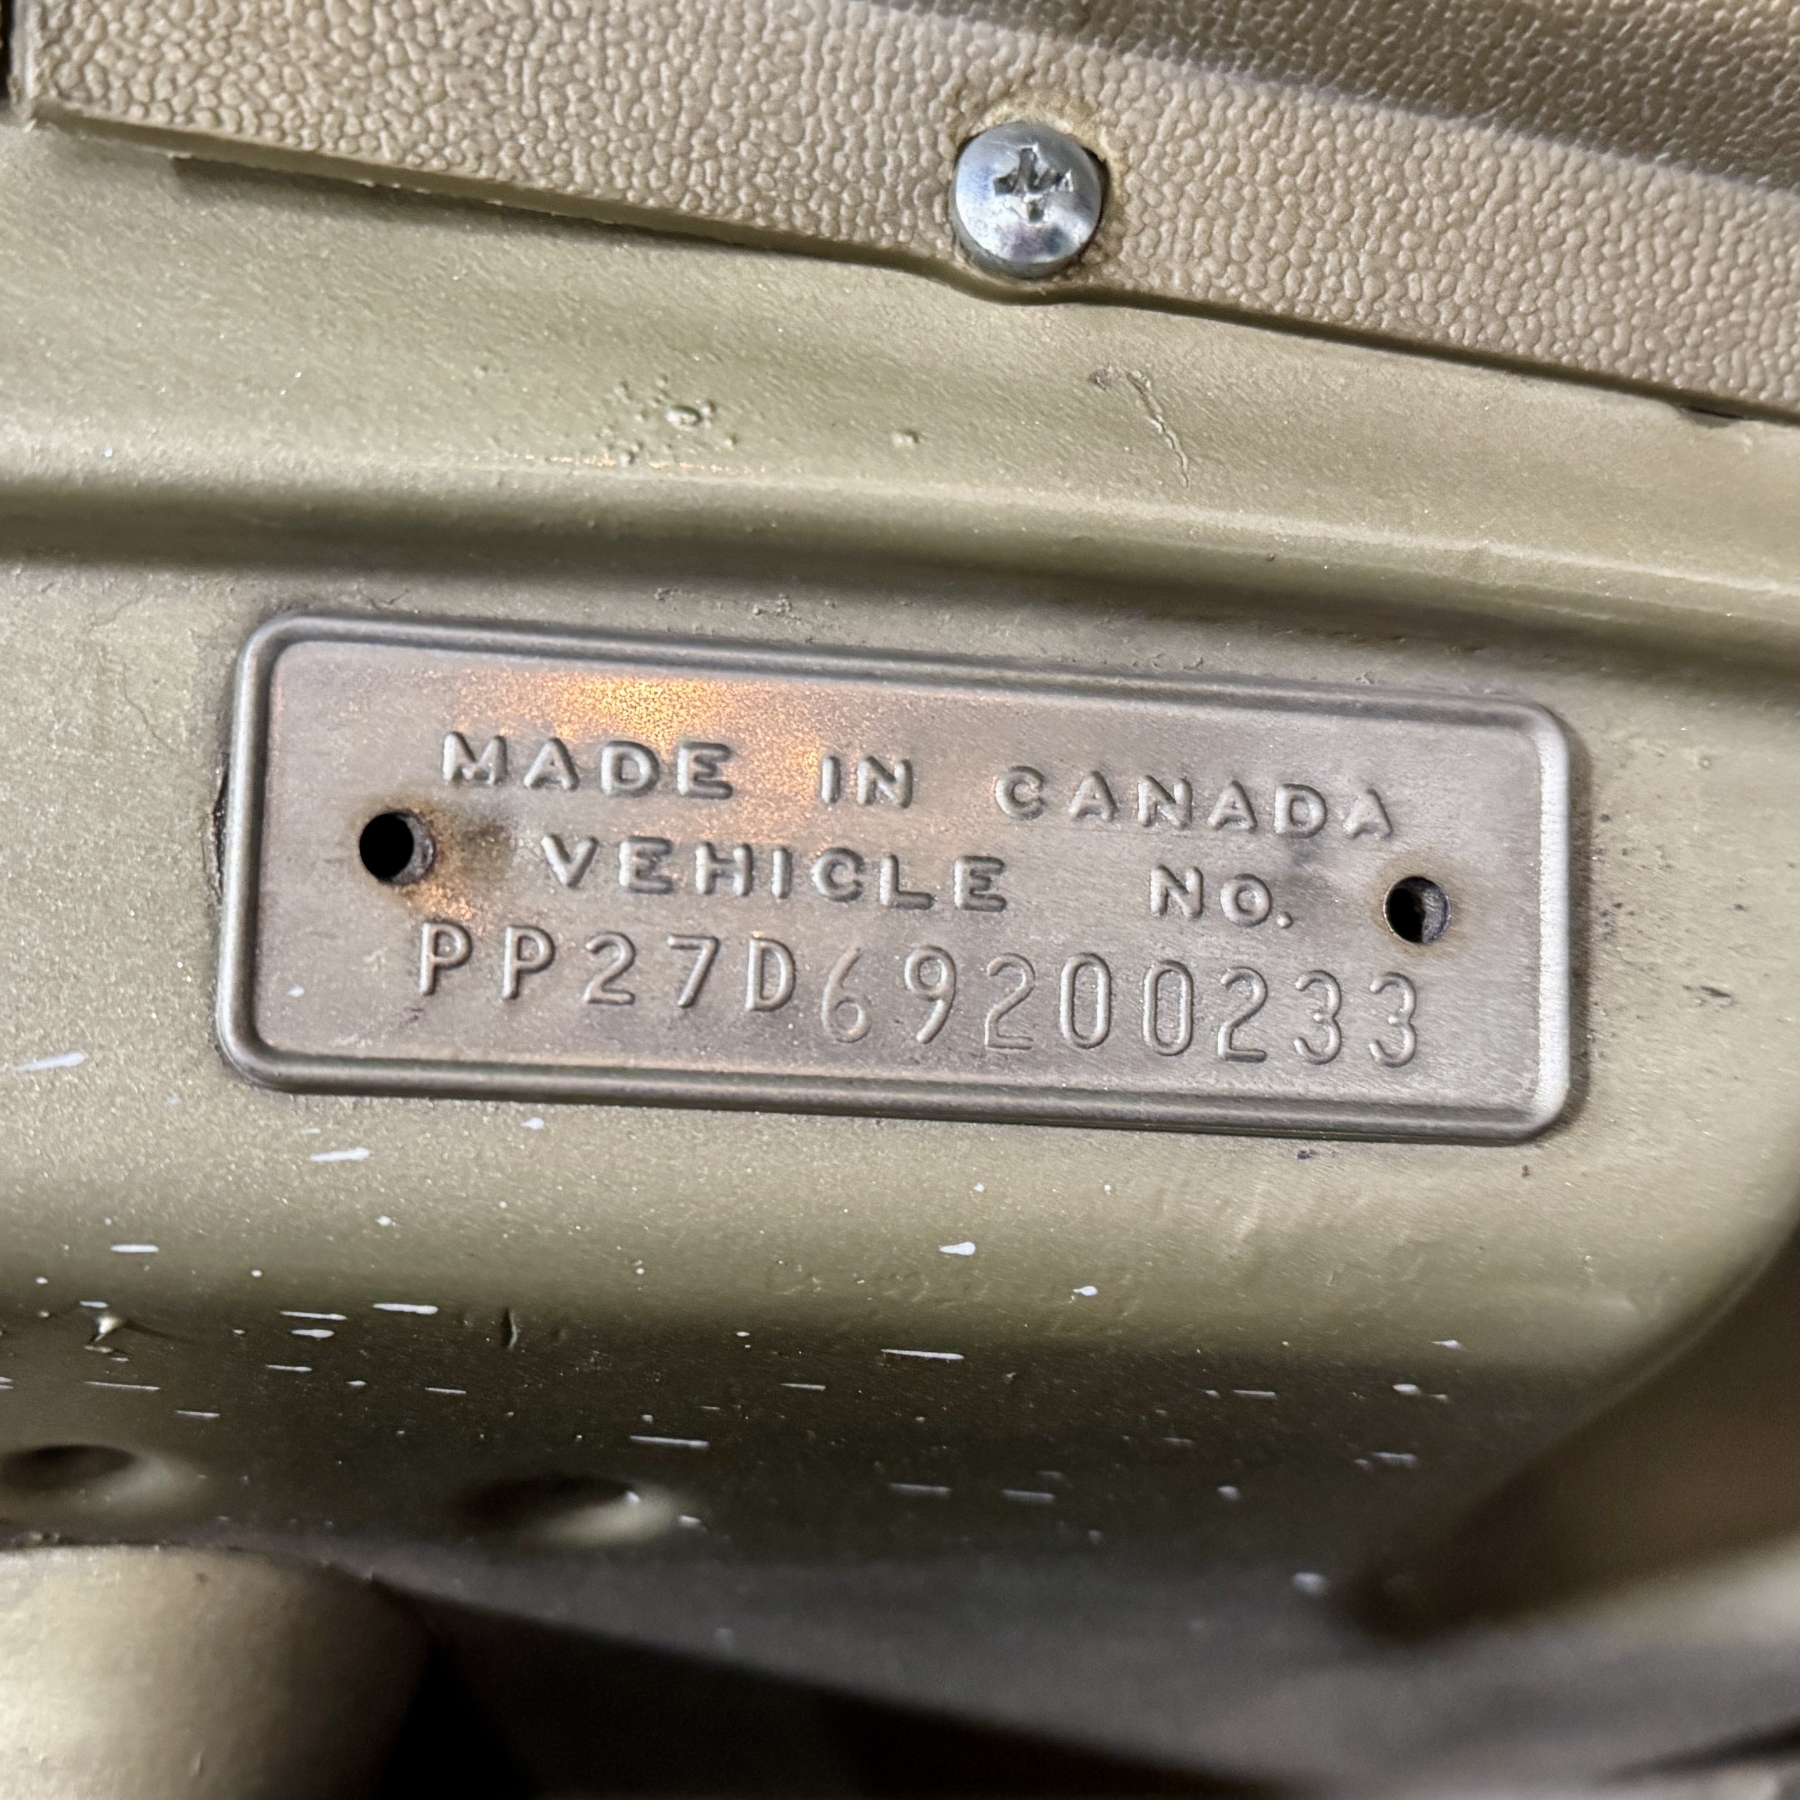 MADE IN CANADA
VEHICLE NO.
PP27D69200233